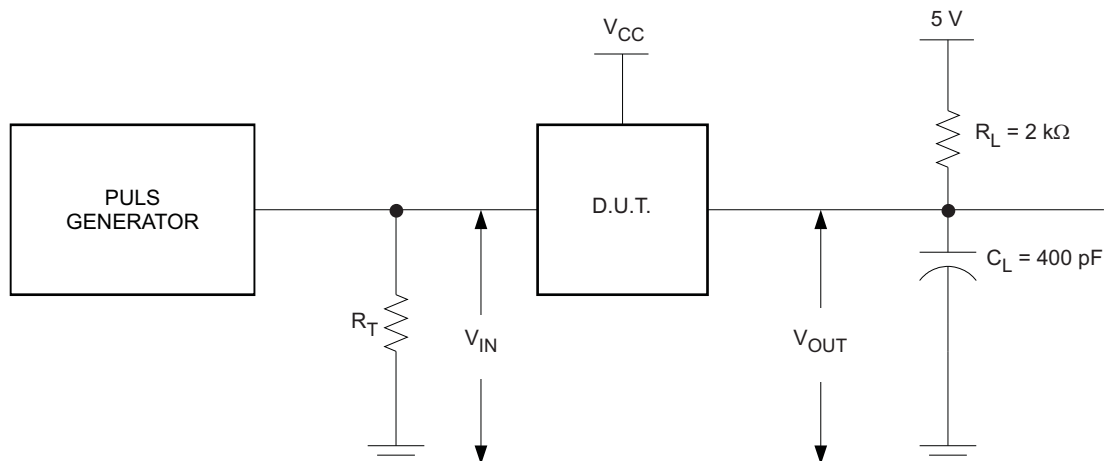 5 V
V_CC
R_L = 2 kΩ
PULS
GENERATOR
D.U.T.
C_L = 400 pF
R_T
V_IN
V_OUT